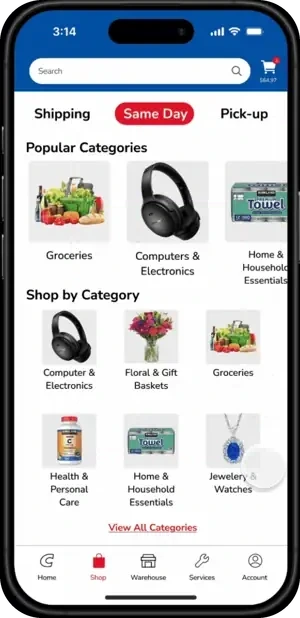 3:14
Search
$64.97
Shipping
Same Day
Pick-up
Popular Categories
Towel
Groceries
Computers &
Electronics
Home &
Household
Essentials
Shop by Category
Computer &
Electronics
Floral & Gift
Baskets
Groceries
Towel
Health &
Personal
Care
Home &
Household
Essentials
Jewelery &
Watches
View All Categories
Home
Shop
Warehouse
Services
Account